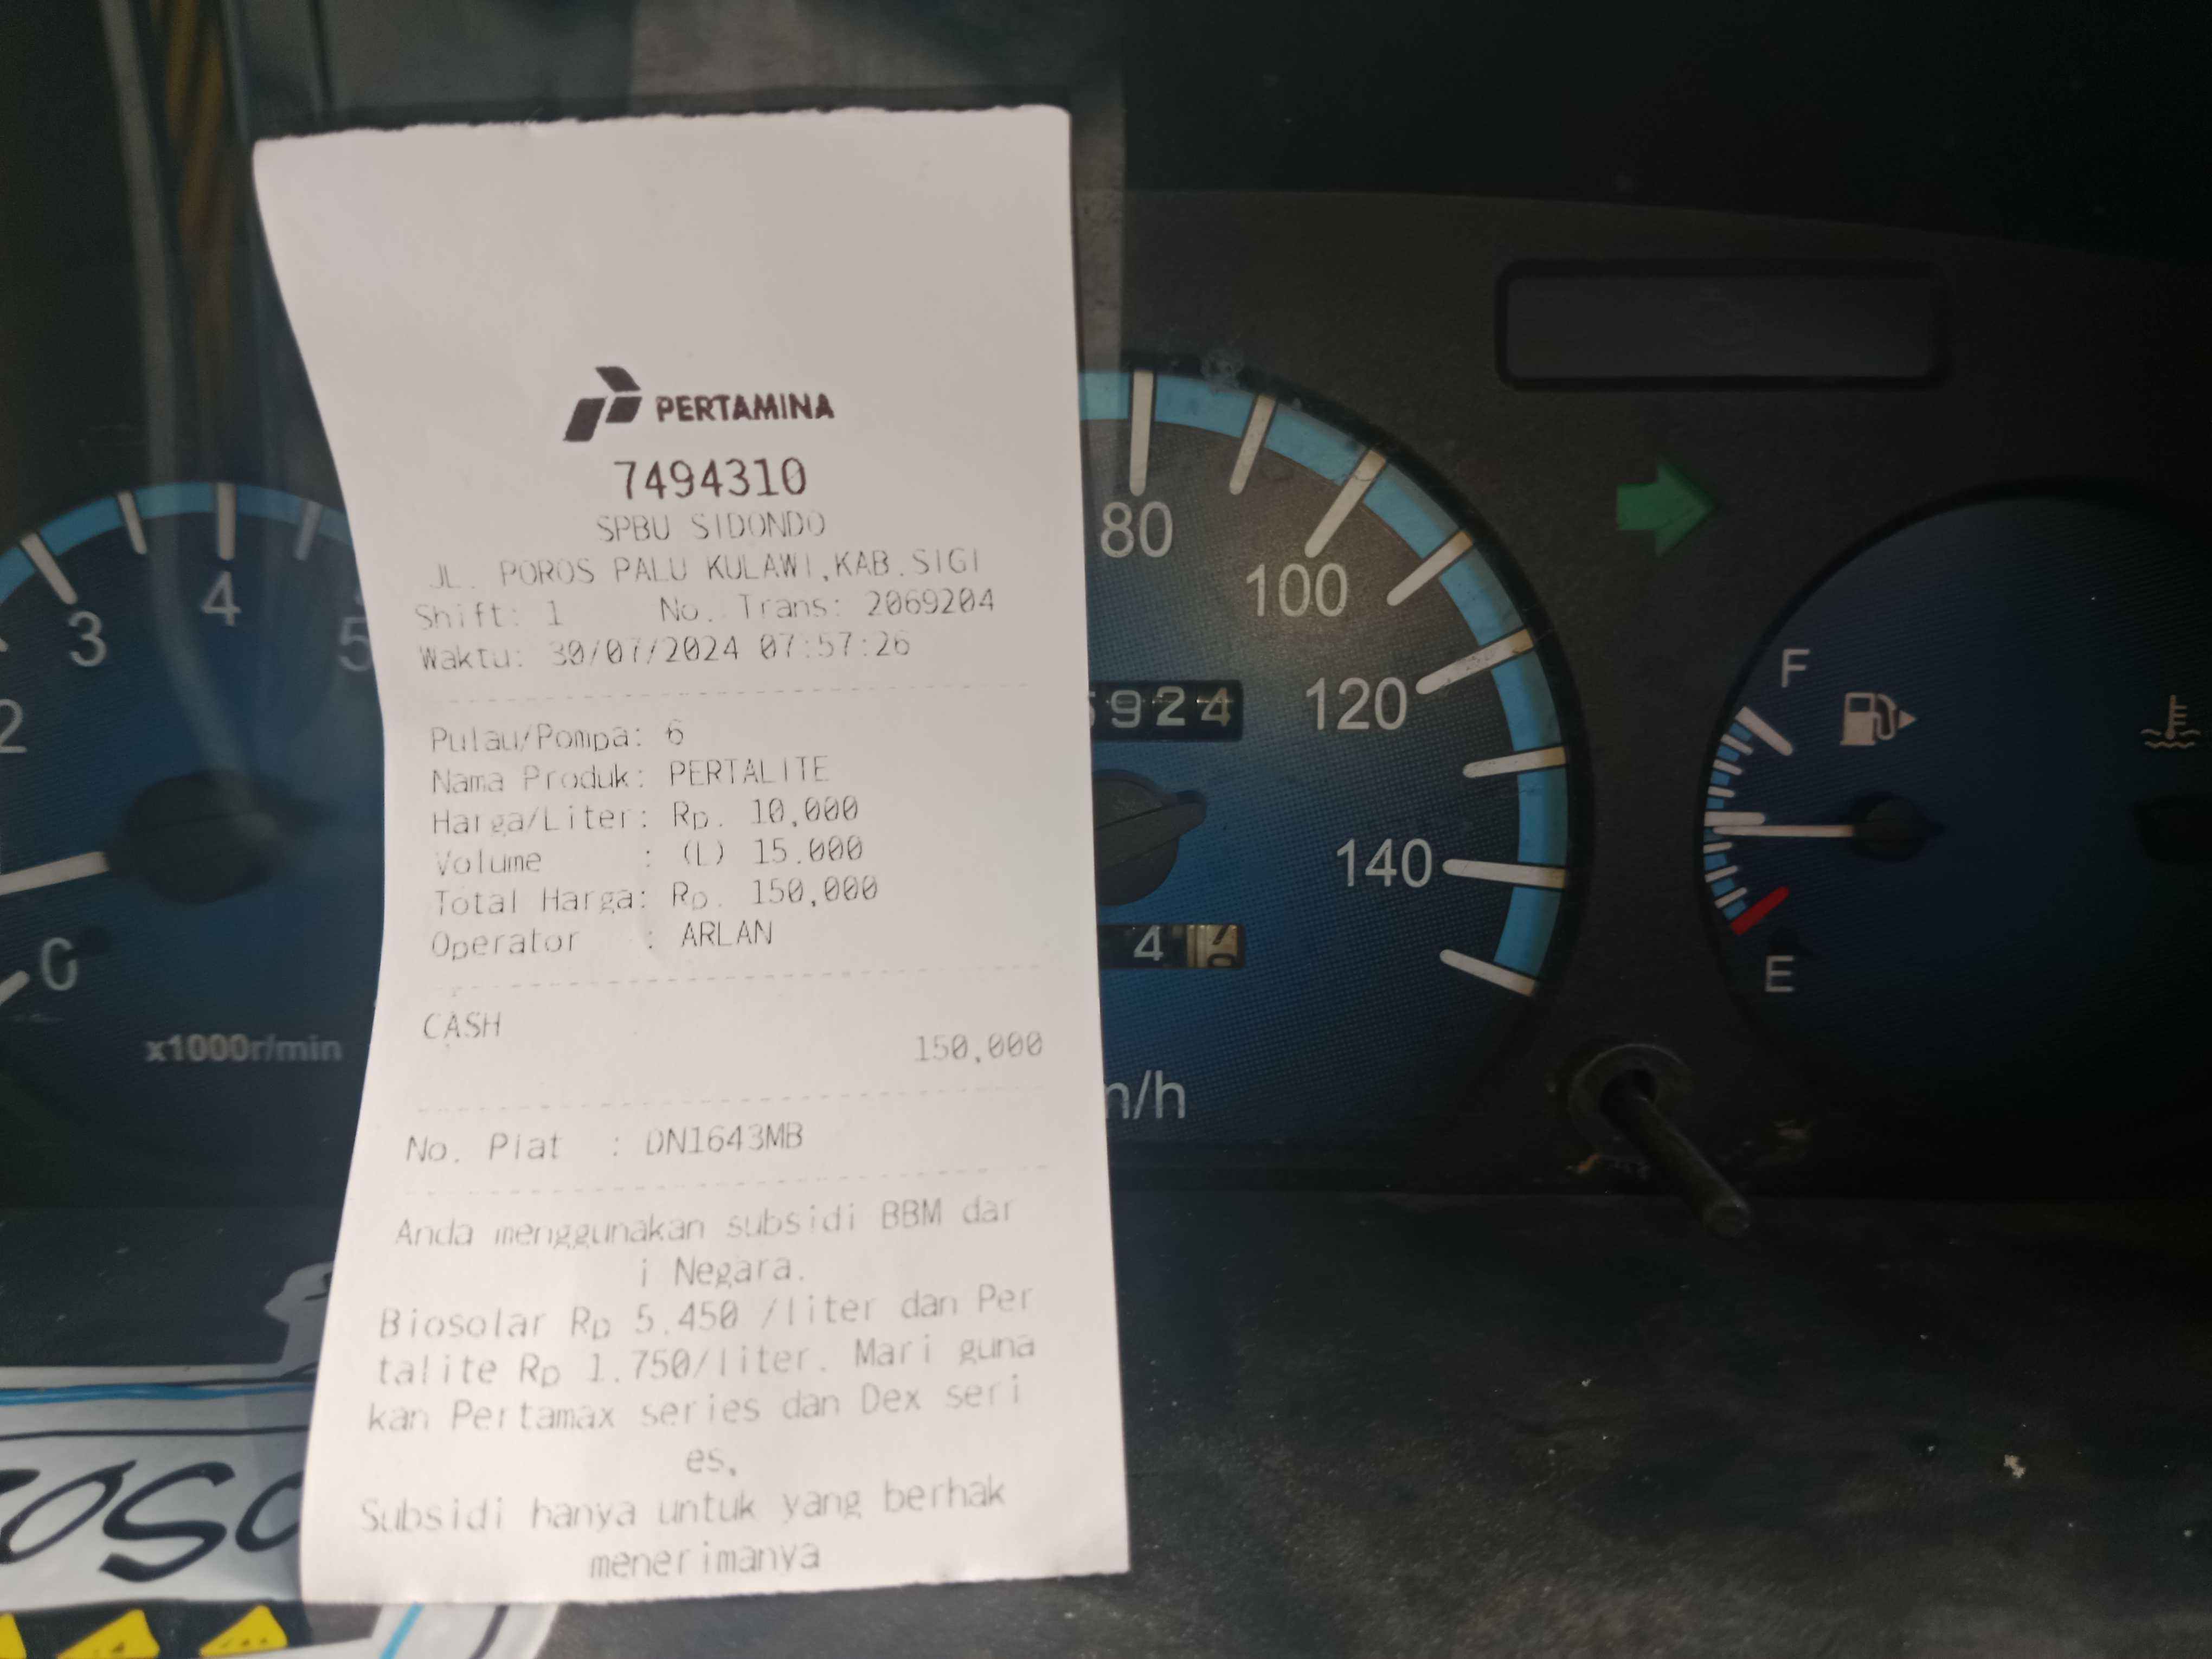 PERTAMINA
7494310
SPBU SIDONDO
JL. POROS PALU KULAWI,KAB.SIGI
Shift: 1 No. Trans: 2069204
Waktu: 30/07/2024 07:57:26
Pulau/Pompa: 6
Nama Produk: PERTALITE
Harga/Liter: Rp. 10,000
Volume : (L) 15.000
Total Harga: Rp. 150,000
Operator : ARLAN
CASH
150,000
No. Plat : DN1643MB
Anda menggunakan subsidi BBM dar
i Negara.
Biosolar Rp 5.450 /liter dan Per
talite Rp 1.750/liter. Mari guna
kan Pertamax series dan Dex seri
es,
Subsidi hanya untuk yang berhak
menerimanya
0
2
3
4
5
x1000r/min
80
100
120
140
924
4
F
E